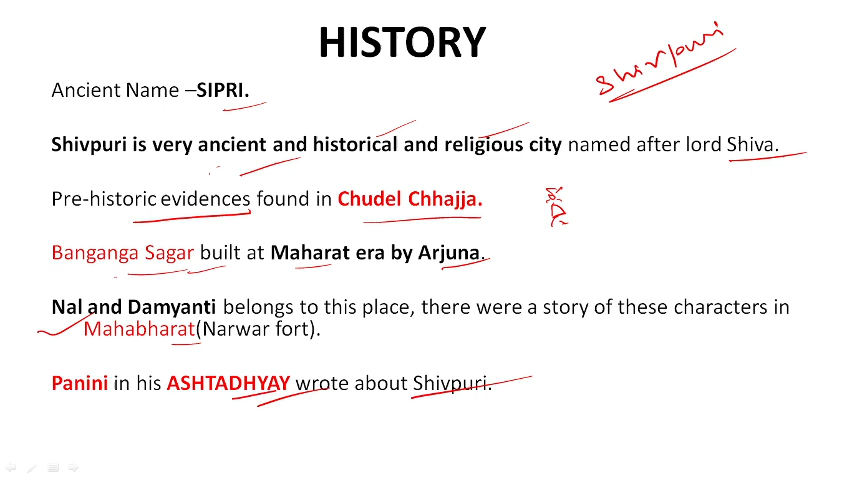 HISTORY
Shivpuri
Ancient Name –SIPRI.
Shivpuri is very ancient and historical and religious city named after lord Shiva.
Pre-historic evidences found in Chudel Chhajja.
Banganga Sagar built at Maharat era by Arjuna.
Nal and Damyanti belongs to this place, there were a story of these characters in
Mahabharat(Narwar fort).
Panini in his ASHTADHYAY wrote about Shivpuri.